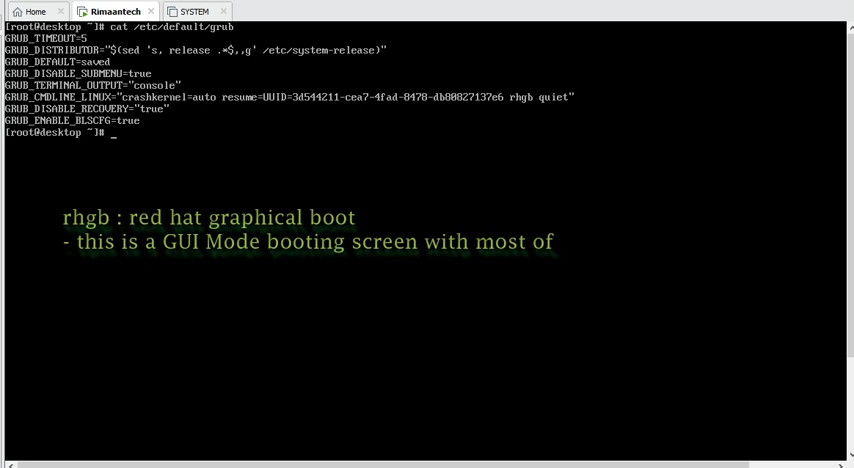 Home
Rimaantech
SYSTEM
[root@desktop ~]# cat /etc/default/grub
GRUB_TIMEOUT=5
GRUB_DISTRIBUTOR="$(sed 's, release .*$,,g' /etc/system-release)"
GRUB_DEFAULT=saved
GRUB_DISABLE_SUBMENU=true
GRUB_TERMINAL_OUTPUT="console"
GRUB_CMDLINE_LINUX="crashkernel=auto resume=UUID=3d544211-cea7-4fad-8478-db80827137e6 rhgb quiet"
GRUB_DISABLE_RECOVERY="true"
GRUB_ENABLE_BLSCFG=true
[root@desktop ~]# _
rhgb : red hat graphical boot
- this is a GUI Mode booting screen with most of